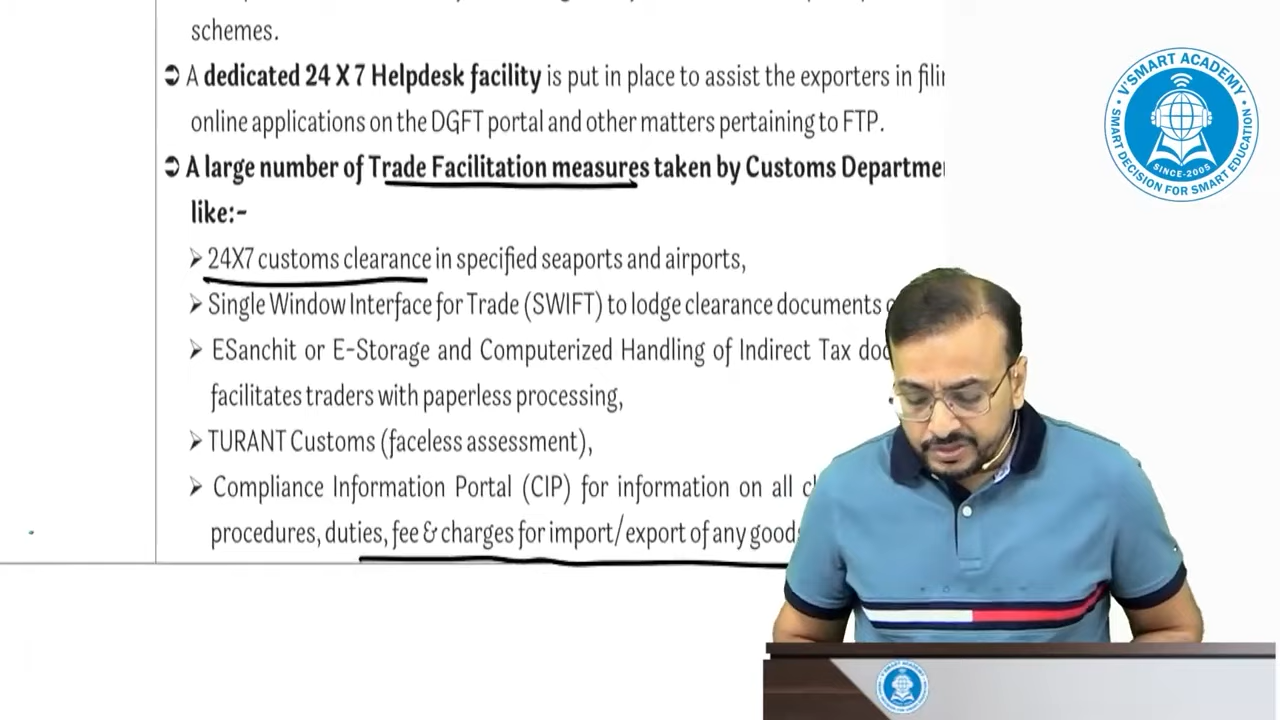 schemes.
➲ A dedicated 24 X 7 Helpdesk facility is put in place to assist the exporters in
online applications on the DGFT portal and other matters pertaining to FTP.
➲ A large number of Trade Facilitation measures taken by Customs
like:-
➢ 24X7 customs clearance in specified seaports and airports,
➢ Single Window Interface for Trade (SWIFT) to lodge clearance documents
➢ ESanchit or E-Storage and Computerized Handling of Indirect Tax
facilitates traders with paperless processing,
➢ TURANT Customs (faceless assessment),
➢ Compliance Information Portal (CIP) for information on all
procedures, duties, fee & charges for import/export of any goods
• V'SMART ACADEMY •
SMART DECISION FOR SMART EDUCATION
SINCE-2005